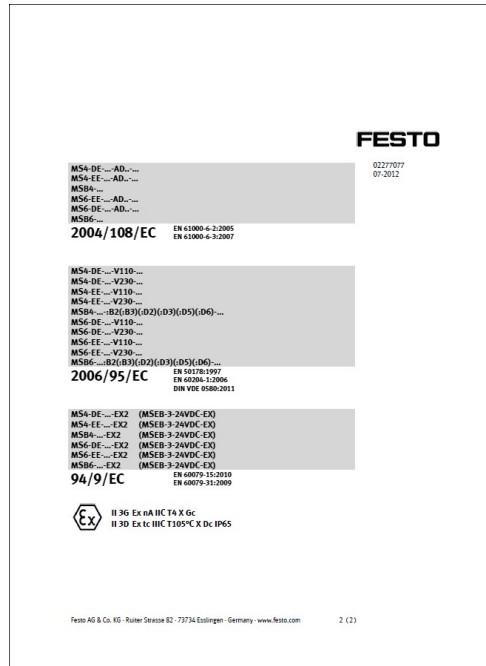 FESTO
02277077
07-2012
MS4-DE-...-AD..-...
MS4-EE-...-AD..-...
MSB4-...
MS6-EE-...-AD..-...
MS6-DE-...-AD..-...
MSB6-...
2004/108/EC
EN 61000-6-2:2005
EN 61000-6-3:2007
MS4-DE-...-V110-...
MS4-DE-...-V230-...
MS4-EE-...-V110-...
MS4-EE-...-V230-...
MSB4-...-:B2(:B3)(:D2)(:D3)(:D5)(:D6)-...
MS6-DE-...-V110-...
MS6-DE-...-V230-...
MS6-EE-...-V110-...
MS6-EE-...-V230-...
MSB6-...:B2(:B3)(:D2)(:D3)(:D5)(:D6)-...
2006/95/EC
EN 50178:1997
EN 60204-1:2006
DIN VDE 0580:2011
MS4-DE-...-EX2 (MSEB-3-24VDC-EX)
MS4-EE-...-EX2 (MSEB-3-24VDC-EX)
MSB4-...-EX2 (MSEB-3-24VDC-EX)
MS6-DE-...-EX2 (MSEB-3-24VDC-EX)
MS6-EE-...-EX2 (MSEB-3-24VDC-EX)
MSB6-...-EX2 (MSEB-3-24VDC-EX)
94/9/EC
EN 60079-15:2010
EN 60079-31:2009
Ex
II 3G Ex nA IIC T4 X Gc
II 3D Ex tc IIIC T105°C X Dc IP65
Festo AG & Co. KG - Ruiter Strasse 82 - 73734 Esslingen - Germany - www.festo.com 2 (2)